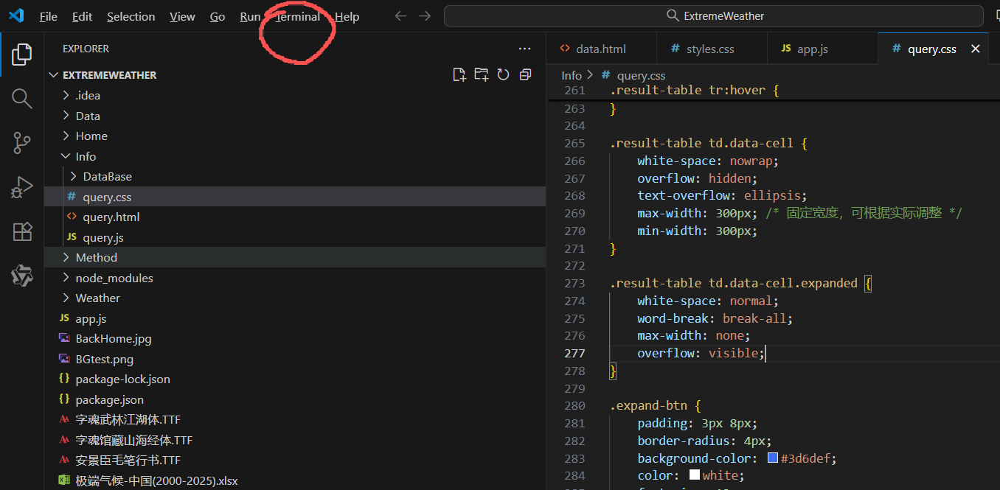 File Edit Selection View Go Run Terminal Help ExtremeWeather
EXPLORER
EXTREMEWEATHER
.idea
Data
Home
Info
DataBase
# query.css
<> query.html
JS query.js
Method
node_modules
Weather
JS app.js
BackHome.jpg
BGtest.png
{} package-lock.json
{} package.json
字魂武林江湖体.TTF
字魂馆藏山海经体.TTF
安景臣毛笔行书.TTF
极端气候-中国(2000-2025).xlsx
<> data.html # styles.css JS app.js # query.css
Info > # query.css
261 .result-table tr:hover {
263 }
264
265 .result-table td.data-cell {
266 white-space: nowrap;
267 overflow: hidden;
268 text-overflow: ellipsis;
269 max-width: 300px; /* 固定宽度，可根据实际调整 */
270 min-width: 300px;
271 }
272
273 .result-table td.data-cell.expanded {
274 white-space: normal;
275 word-break: break-all;
276 max-width: none;
277 overflow: visible;
278 }
279
280 .expand-btn {
281 padding: 3px 8px;
282 border-radius: 4px;
283 background-color: #3d6def;
284 color: white;